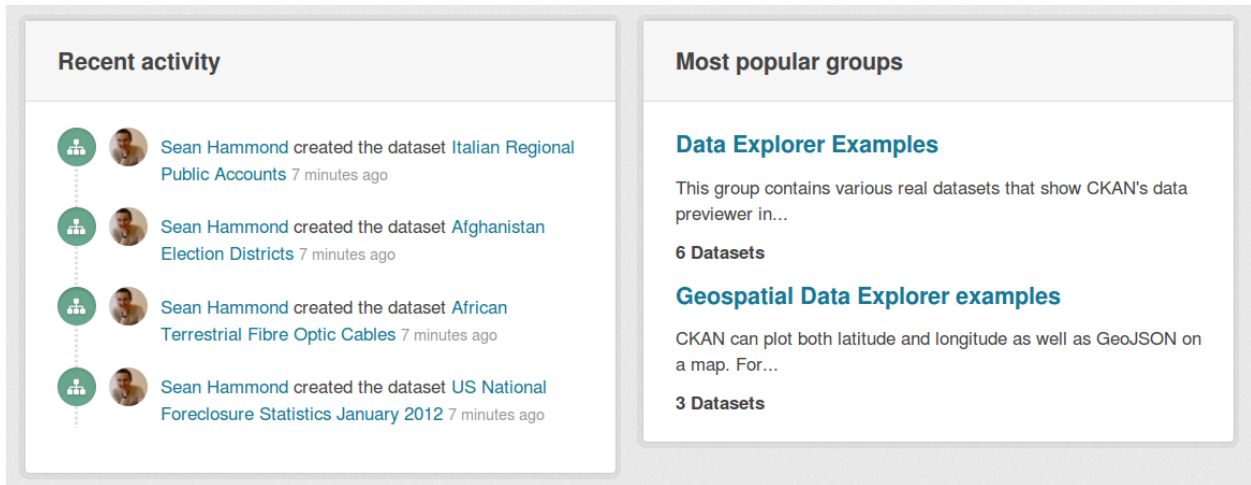 Recent activity
Sean Hammond created the dataset Italian Regional
Public Accounts 7 minutes ago
Sean Hammond created the dataset Afghanistan
Election Districts 7 minutes ago
Sean Hammond created the dataset African
Terrestrial Fibre Optic Cables 7 minutes ago
Sean Hammond created the dataset US National
Foreclosure Statistics January 2012 7 minutes ago
Most popular groups
Data Explorer Examples
This group contains various real datasets that show CKAN's data
previewer in...
6 Datasets
Geospatial Data Explorer examples
CKAN can plot both latitude and longitude as well as GeoJSON on
a map. For...
3 Datasets